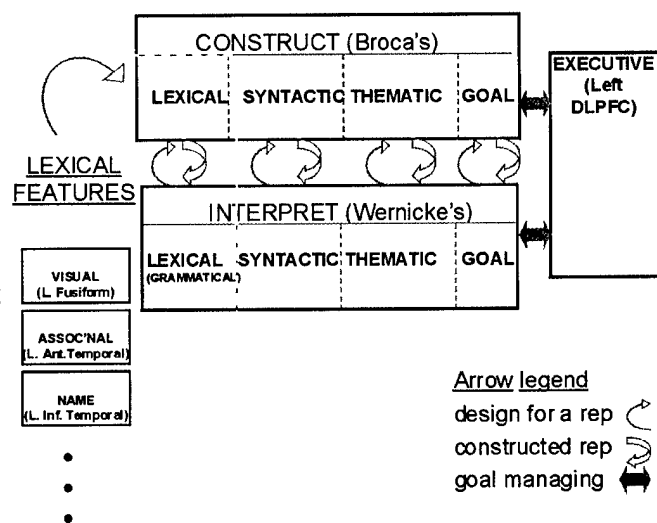 CONSTRUCT (Broca's)
LEXICAL SYNTACTIC THEMATIC GOAL
EXECUTIVE
(Left
DLPFC)
LEXICAL
FEATURES
INTERPRET (Wernicke's)
LEXICAL SYNTACTIC THEMATIC GOAL
(GRAMMATICAL)
VISUAL
(L. Fusiform)
ASSOC'NAL
(L. Ant.Temporal)
NAME
(L. Inf. Temporal)
Arrow legend
design for a rep
constructed rep
goal managing